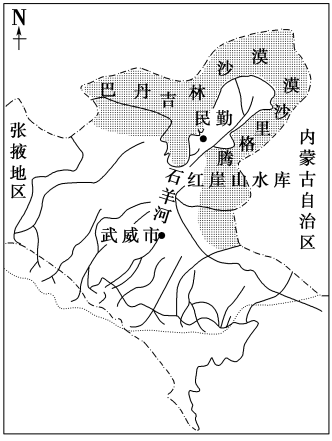 N
巴丹吉林沙漠
腾格里沙漠
民勤
张掖地区
内蒙古自治区
红崖山水库
石羊河
武威市